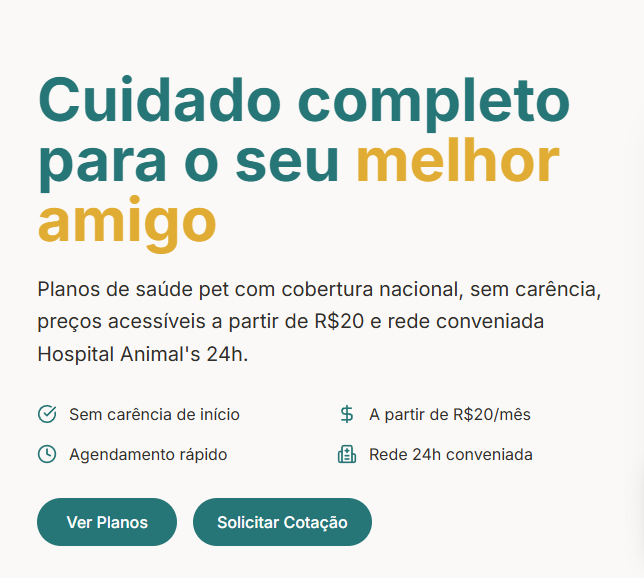 Cuidado completo
para o seu melhor
amigo
Planos de saúde pet com cobertura nacional, sem carência,
preços acessíveis a partir de R$20 e rede conveniada
Hospital Animal's 24h.
Sem carência de início
A partir de R$20/mês
Agendamento rápido
Rede 24h conveniada
Ver Planos
Solicitar Cotação